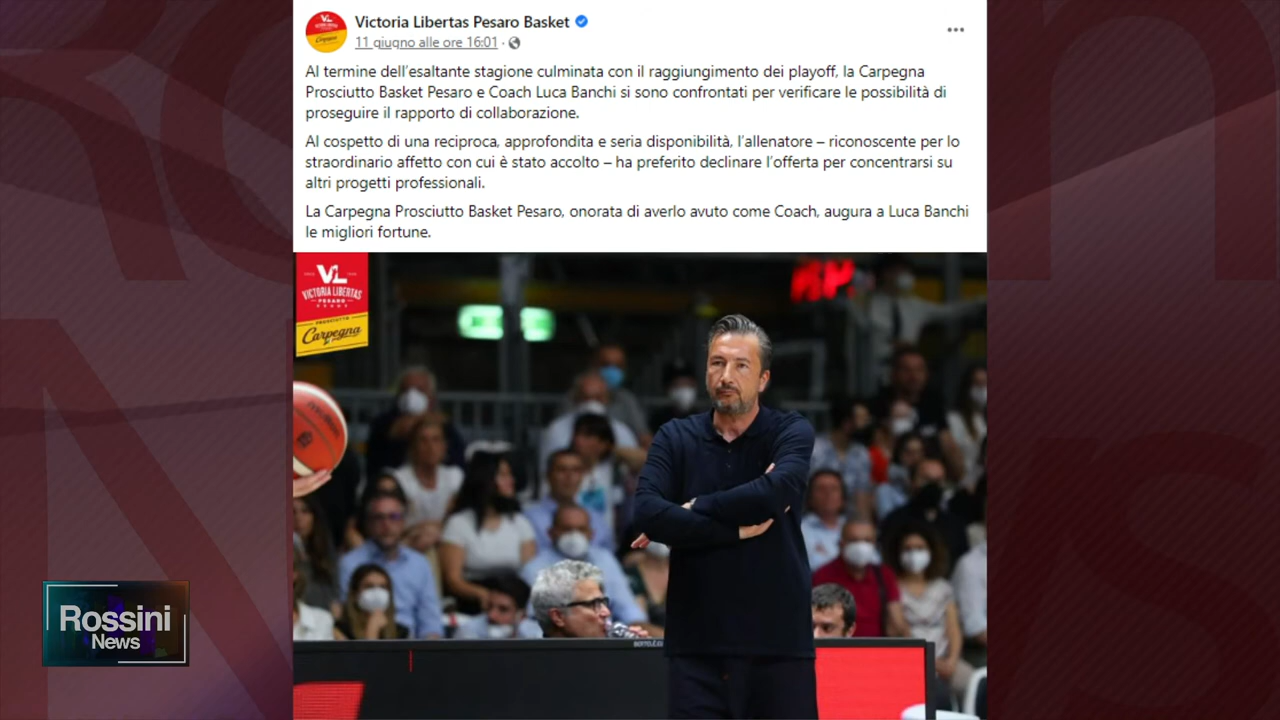 Victoria Libertas Pesaro Basket
11 giugno alle ore 16:01 ·
Al termine dell'esaltante stagione culminata con il raggiungimento dei playoff, la Carpegna
Prosciutto Basket Pesaro e Coach Luca Banchi si sono confrontati per verificare le possibilità di
proseguire il rapporto di collaborazione.
Al cospetto di una reciproca, approfondita e seria disponibilità, l'allenatore – riconoscente per lo
straordinario affetto con cui è stato accolto – ha preferito declinare l'offerta per concentrarsi su
altri progetti professionali.
La Carpegna Prosciutto Basket Pesaro, onorata di averlo avuto come Coach, augura a Luca Banchi
le migliori fortune.
VL
VICTORIA LIBERTAS
PESARO
PROSCIUTTO
Carpegna
Rossini
News